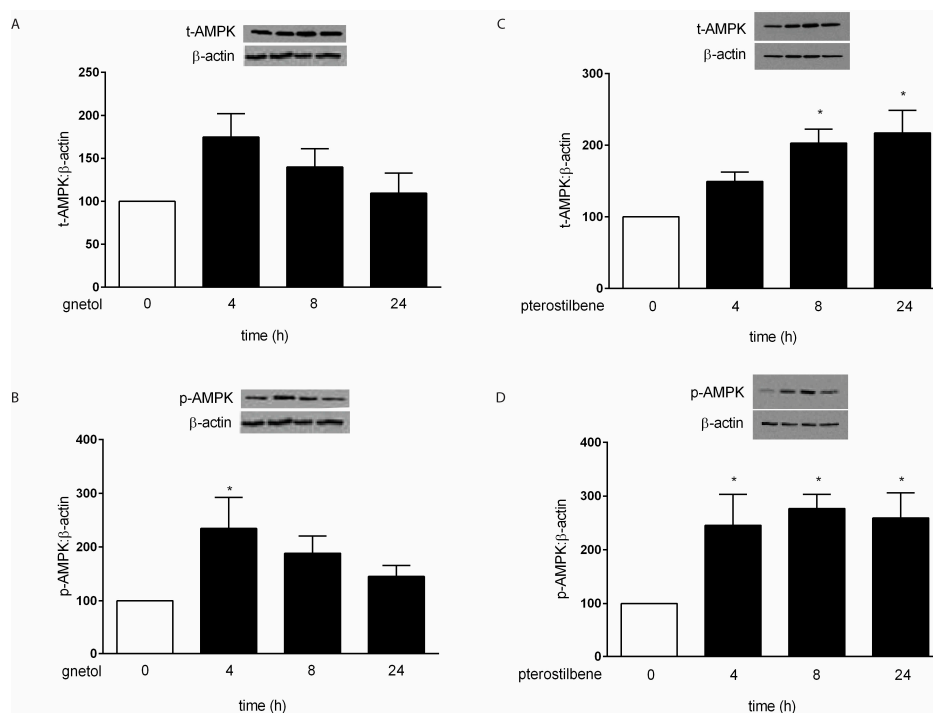 A
t-AMPK
β-actin
250
200
150
100
50
0
t-AMPK:β-actin
gnetol 0 4 8 24
time (h)
B
p-AMPK
β-actin
400
300
200
100
0
p-AMPK:β-actin
*
gnetol 0 4 8 24
time (h)
C
t-AMPK
β-actin
300
200
100
0
t-AMPK:β-actin
* *
pterostilbene 0 4 8 24
time (h)
D
p-AMPK
β-actin
400
300
200
100
0
p-AMPK:β-actin
* * *
pterostilbene 0 4 8 24
time (h)